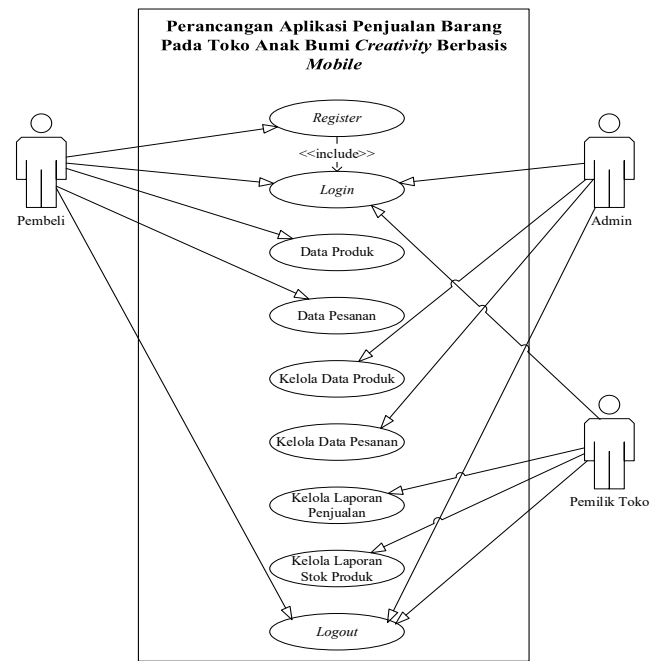 Perancangan Aplikasi Penjualan Barang
Pada Toko Anak Bumi Creativity Berbasis
Mobile
Register
<<include>>
Login
Pembeli
Admin
Data Produk
Data Pesanan
Kelola Data Produk
Kelola Data Pesanan
Kelola Laporan
Penjualan
Pemilik Toko
Kelola Laporan
Stok Produk
Logout